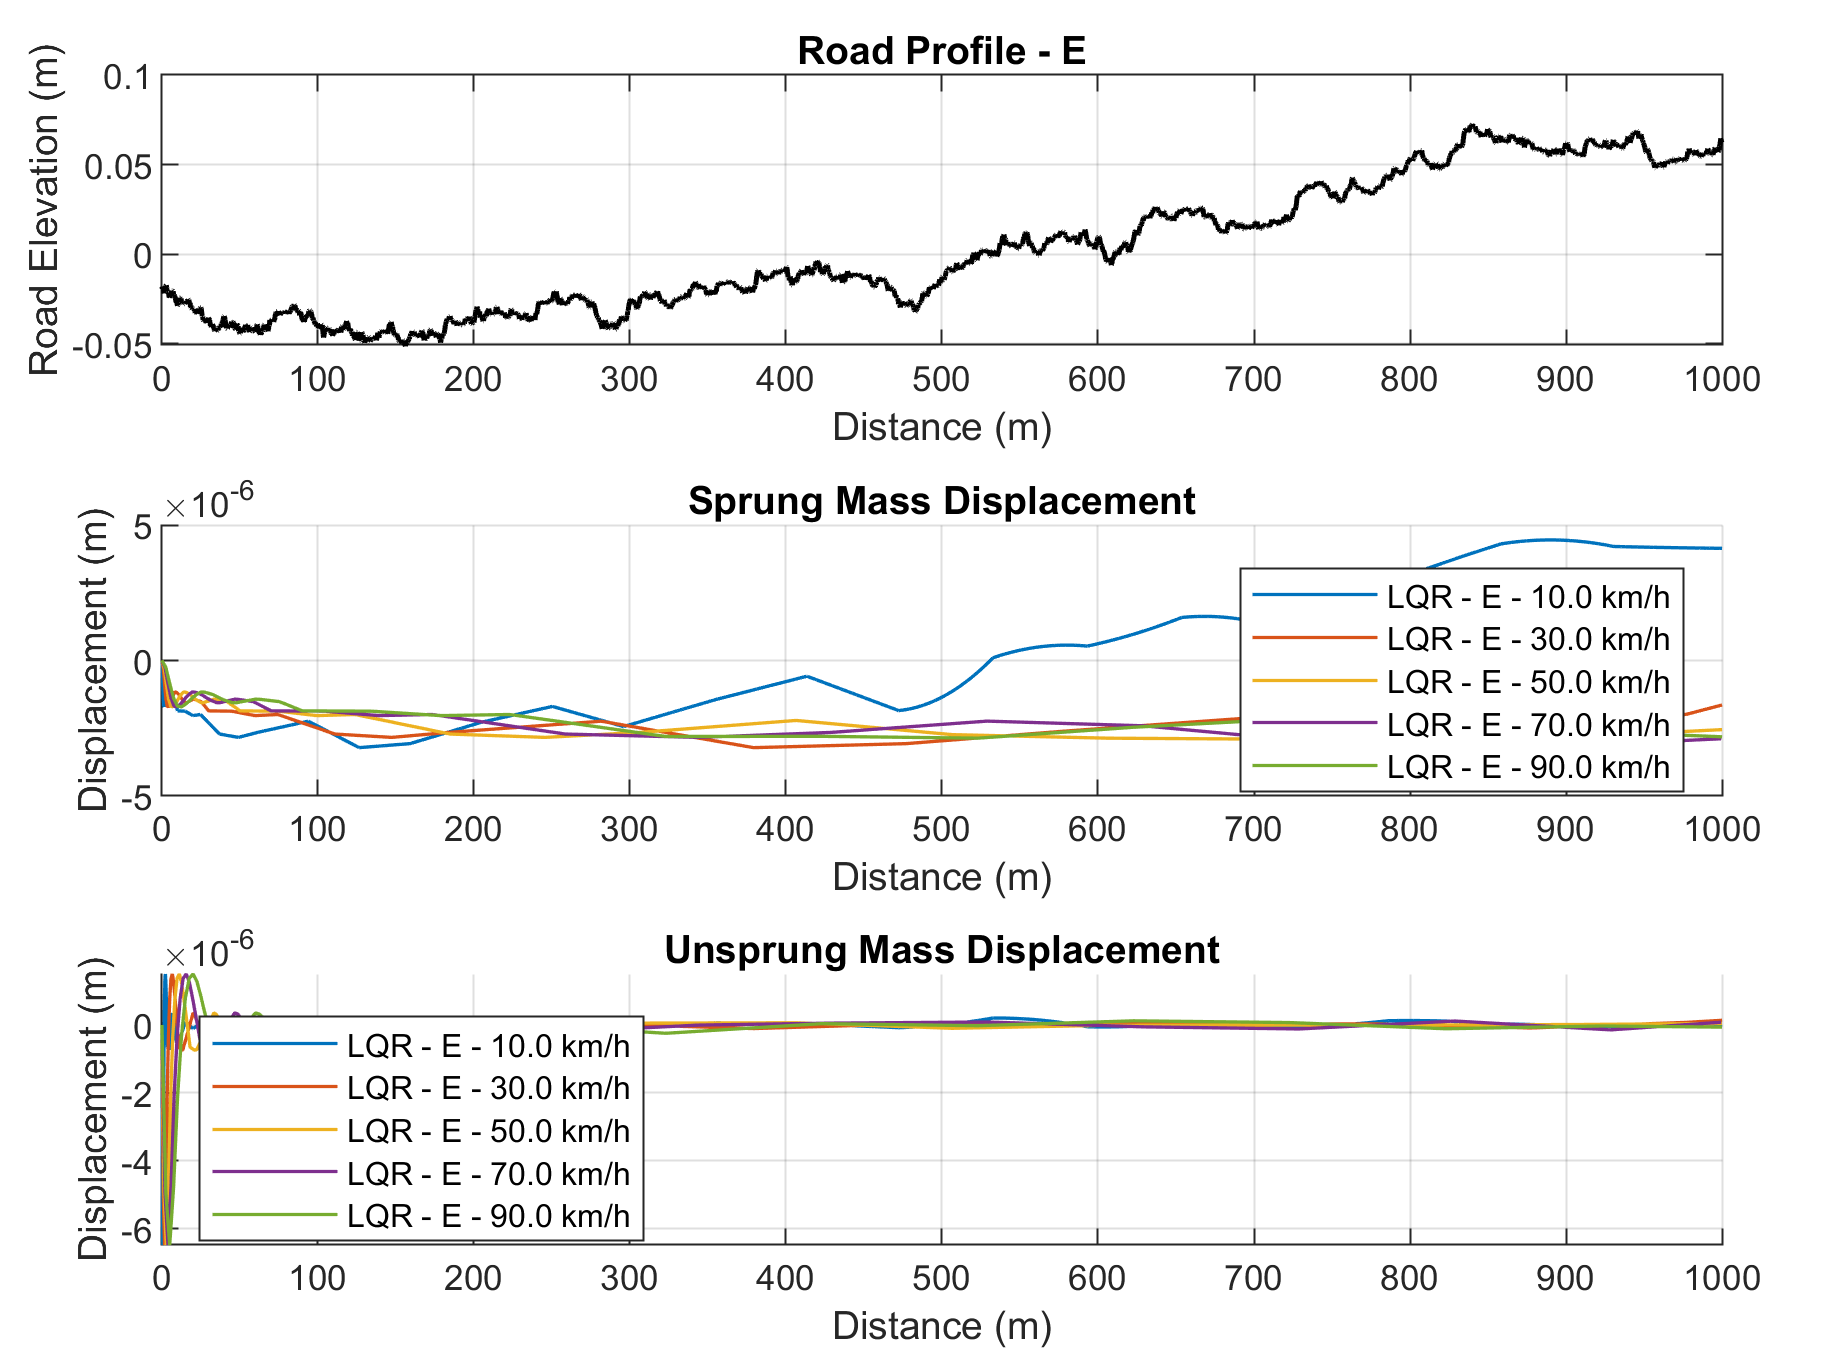 Road Profile - E
Road Elevation (m)
0.1
0.05
0
-0.05
0 100 200 300 400 500 600 700 800 900 1000
Distance (m)
×10-6
Sprung Mass Displacement
Displacement (m)
5
0
-5
LQR - E - 10.0 km/h
LQR - E - 30.0 km/h
LQR - E - 50.0 km/h
LQR - E - 70.0 km/h
LQR - E - 90.0 km/h
0 100 200 300 400 500 600 700 800 900 1000
Distance (m)
×10-6
Unsprung Mass Displacement
Displacement (m)
0
-2
-4
-6
LQR - E - 10.0 km/h
LQR - E - 30.0 km/h
LQR - E - 50.0 km/h
LQR - E - 70.0 km/h
LQR - E - 90.0 km/h
0 100 200 300 400 500 600 700 800 900 1000
Distance (m)